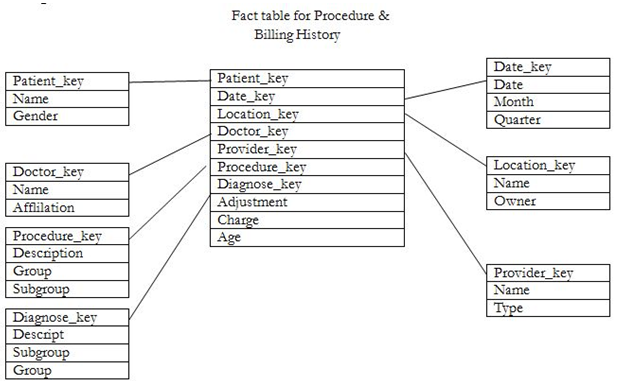 Fact table for Procedure &
Billing History
Patient_key
Name
Gender
Doctor_key
Name
Afflilation
Procedure_key
Description
Group
Subgroup
Diagnose_key
Descript
Subgroup
Group
Patient_key
Date_key
Location_key
Doctor_key
Provider_key
Procedure_key
Diagnose_key
Adjustment
Charge
Age
Date_key
Date
Month
Quarter
Location_key
Name
Owner
Provider_key
Name
Type